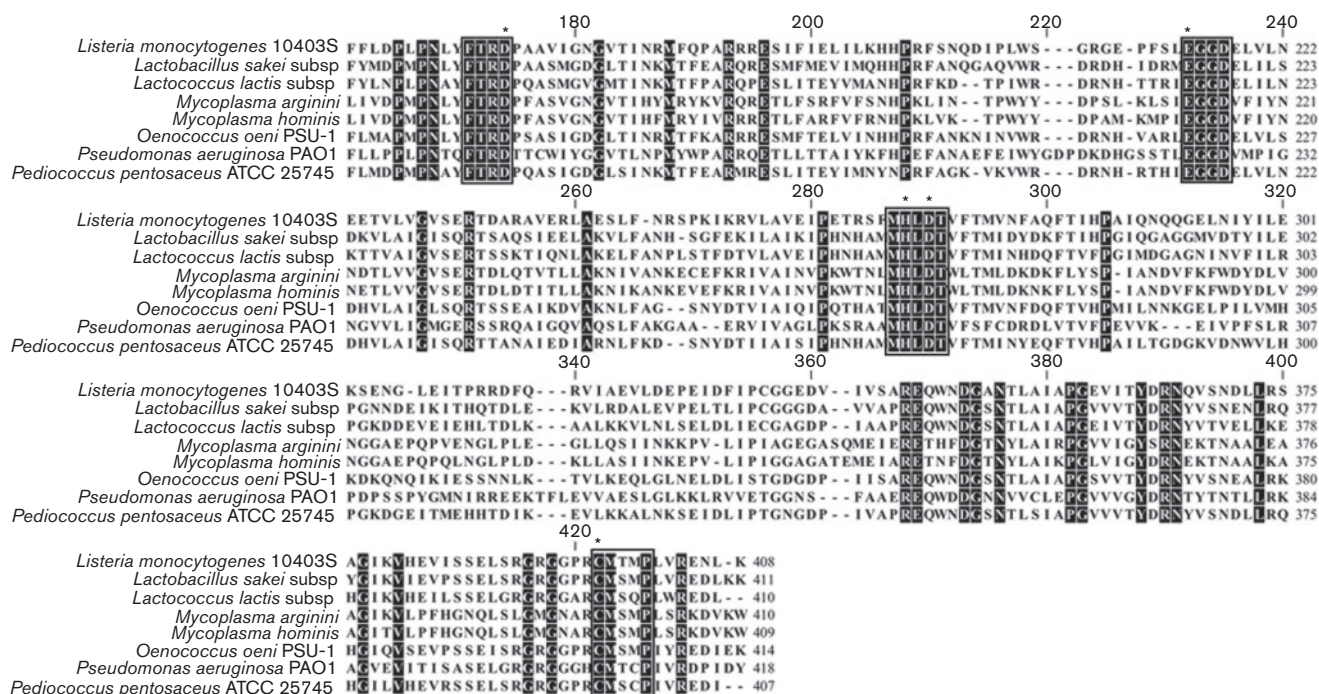 180 200 220 240
* *
Listeria monocytogenes 10403S FFLDPLPNLYFTRDPAAVIGNGVTINRMFQPARRRESIFIELILKHHPRFSNQDIPLWS---GRGE-PFSLEGGDELVLN 222
Lactobacillus sakei subsp FYMDPMPNLYFTRDPAASMGDGLTINKMTFEARQRESMFMEVIMQHHPRFANQGAQVWR---DRDH-IDRMEGGDELILS 223
Lactococcus lactis subsp FYLNPMPNAYFTRDPQASMGVGMTINKMTFPARQPESLITEYVMANHPRFKD--TPIWR---DRNH-TTRIEGGDELILN 223
Mycoplasma arginini LIVDPMPNLYFTRDPFASVGNGVTIHYMRYKVRQRETLFSRFVFSNHPKLIN--TPWYY---DPSL-KLSIEGGDVFIYN 221
Mycoplasma hominis LIVDPMPNLYFTRDPFASVGNGVTIHFMRYIVRRRETLFARFVFRNHPKLVK--TPWYY---DPAM-KMPIEGGDVFIYN 220
Oenococcus oeni PSU-1 FLMAPMPNLYFTRDPSASIGDGLTINRMTFKARRRESMFTELVINHHPRFANKNINVWR---DRNH-VARLEGGDELVLS 227
Pseudomonas aeruginosa PAO1 FLLPPLPNTQFTRDTTCWIYGGVTLNPMYWPARRQETLLTTAIYKFHPEFANAEFEIWYGDPDKDHGSSTLEGGDVMPIG 232
Pediococcus pentosaceus ATCC 25745 FLMDPMPNLYFTRDPQASIGDGLSINKMTFEARMRESLITEYIMNYNPRFAGK-VKVWR---DRNH-RTHIEGGDELVLN 222
260 280 300 320
* *
Listeria monocytogenes 10403S EETVLVGVSERTDARAVERLAESLF-NRSPKIKRVLAVEIPETRSFMHLDTVFTMVNFAQFTIHPAIQNQQGELNIYILE 301
Lactobacillus sakei subsp DKVLAIGISQRTSAQSIEELAKVLFANH-SGFEKILAIKIPHNHAMMHLDTVFTMIDYDKFTIHPGIQGAGGMVDTYILE 302
Lactococcus lactis subsp KTTVAIGVSERTSSKTIQNLAKELFANPLSTFDTVLAVEIPHNHAMMHLDTVFTMINHDQFTVFPGIMDGAGNINVFILR 303
Mycoplasma arginini NDTLVVGVSERTDLQTVTLLAKNIVANKECEFKRIVAINVPKWTNLMHLDTWLTMLDKDKFLYSP-IANDVFKFWDYDLV 300
Mycoplasma hominis NETLVVGVSERTDLDTITLLAKNIKANKEVEFKRIVAINVPKWTNLMHLDTWLTMLDKNKFLYSP-IANDVFKFWDYDLV 299
Oenococcus oeni PSU-1 DHVLAIGLSQRTSSEAIKDVAKNLFAG--SNYDTVIAIQIPQTHATMHLDTVFTMVNFDQFTVHPMILNNKGELPILVMH 305
Pseudomonas aeruginosa PAO1 NGVVLIGMGERSSRQAIGQVAQSLFAKGAA--ERVIVAGLPKSRAAMHLDTVFSFCDRDLVTVFPEVVK---EIVPFSLR 307
Pediococcus pentosaceus ATCC 25745 DHVLAIGISQRTTANAIEDIARNLFKD--SNYDTIIAISIPHNHAMMHLDTVFTMINYEQFTVHPAILTGDGKVDNWVLH 300
340 360 380 400
Listeria monocytogenes 10403S KSENG-LEITPRRDFQ---RVIAEVLDEPEIDFIPCGGEDV--IVSAREQWNDGANTLAIAPGEVITYDRNQVSNDLLRS 375
Lactobacillus sakei subsp PGNNDEIKITHQTDLE---KVLRDALEVPELTLIPCGGGDA--VVAPREQWNDGSNTLAIAPGVVVTYDRNYVSNENLRQ 377
Lactococcus lactis subsp PGKDDEVEIEHLTDLK---AALKKVLNLSELDLIECGAGDP--IAAPREQWNDGSNTLAIAPGEIVTYDRNYVTVELLKE 378
Mycoplasma arginini NGGAEPQPVENGLPLE---GLLQSIINKKPV-LIPIAGEGASQMEIERETHFDGTNYLAIRPGVVIGYSRNEKTNAALEA 376
Mycoplasma hominis NGGAEPQPQLNGLPLD---KLLASIINKEPV-LIPIGGAGATEMEIARETNFDGTNYLAIKPGLVIGYDRNEKTNAALKA 375
Oenococcus oeni PSU-1 KDKQNQIKIESSNNLK---TVLKEQLGLNELDLISTGDGDP--IISAREQWNDGSNTLAIAPGSVVTYDRNYVSNEALRK 380
Pseudomonas aeruginosa PAO1 PDPSSPYGMNIRREEKTFLEVVAESLGLKKLRVVETGGNS---FAAEREQWDDGNNVVCLEPGVVVGYDRNTYTNTLLRK 384
Pediococcus pentosaceus ATCC 25745 PGKDGEITMEHHTDIK---EVLKKALNKSEIDLIPTGNGDP--IVAPREQWNDGSNTLSIAPGVVVTYDRNYVSNDLLRQ 375
420
*
Listeria monocytogenes 10403S AGIKVHEVISSELSRGRGGPRCMTMPLVRENL-K 408
Lactobacillus sakei subsp YGIKVIEVPSSELSRGRGGPRCMSMPLVREDLKK 411
Lactococcus lactis subsp HGIKVHEILSSELGRGRGGARCMSQPLWREDL-- 410
Mycoplasma arginini AGIKVLPFHGNQLSLGMGNARCMSMPLSRKDVKW 410
Mycoplasma hominis AGITVLPFHGNQLSLGMGNARCMSMPLSRKDVKW 409
Oenococcus oeni PSU-1 HGIQVSEVPSSEISRGRGGPRCMSMPIYREDIEK 414
Pseudomonas aeruginosa PAO1 AGVEVITISASELGRGRGGGHCMTCPIVRDPIDY 418
Pediococcus pentosaceus ATCC 25745 HGILVHEVRSSELSRGRGGPRCMSCPIVREDI-- 407